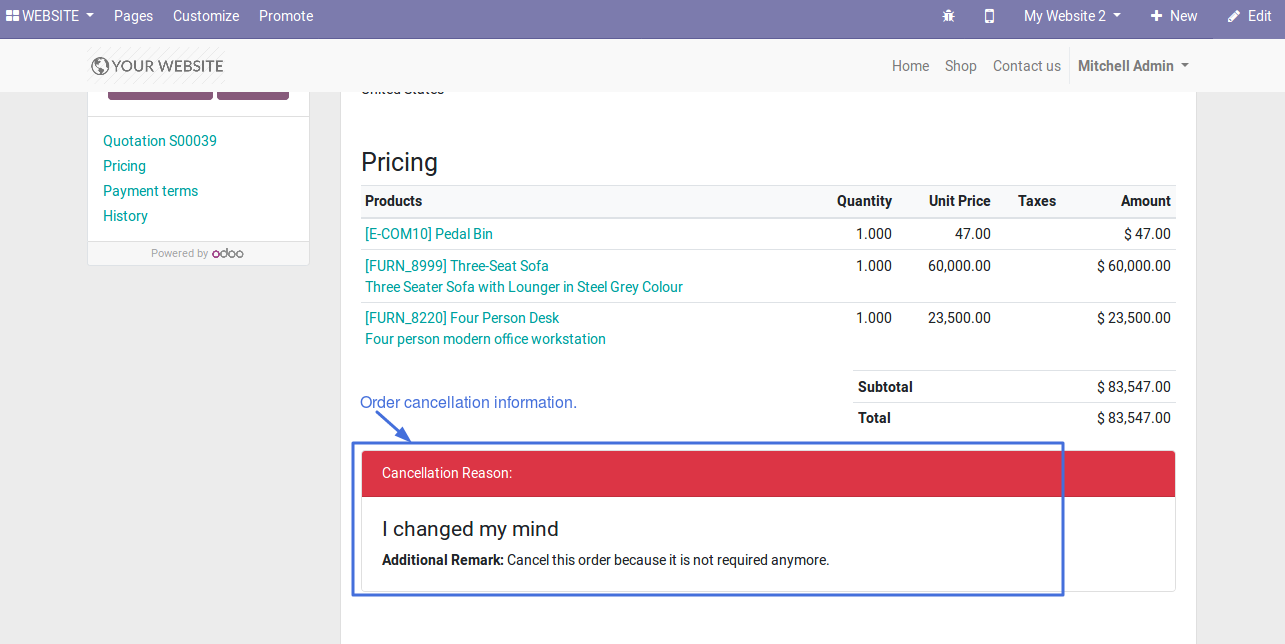 WEBSITE Pages Customize Promote My Website 2 New Edit
YOUR WEBSITE Home Shop Contact us Mitchell Admin
United States
Quotation S00039
Pricing
Payment terms
History
Powered by odoo
Pricing
Products Quantity Unit Price Taxes Amount
[E-COM10] Pedal Bin 1.000 47.00 $ 47.00
[FURN_8999] Three-Seat Sofa 1.000 60,000.00 $ 60,000.00
Three Seater Sofa with Lounger in Steel Grey Colour
[FURN_8220] Four Person Desk 1.000 23,500.00 $ 23,500.00
Four person modern office workstation
Subtotal $ 83,547.00
Total $ 83,547.00
Order cancellation information.
Cancellation Reason:
I changed my mind
Additional Remark: Cancel this order because it is not required anymore.